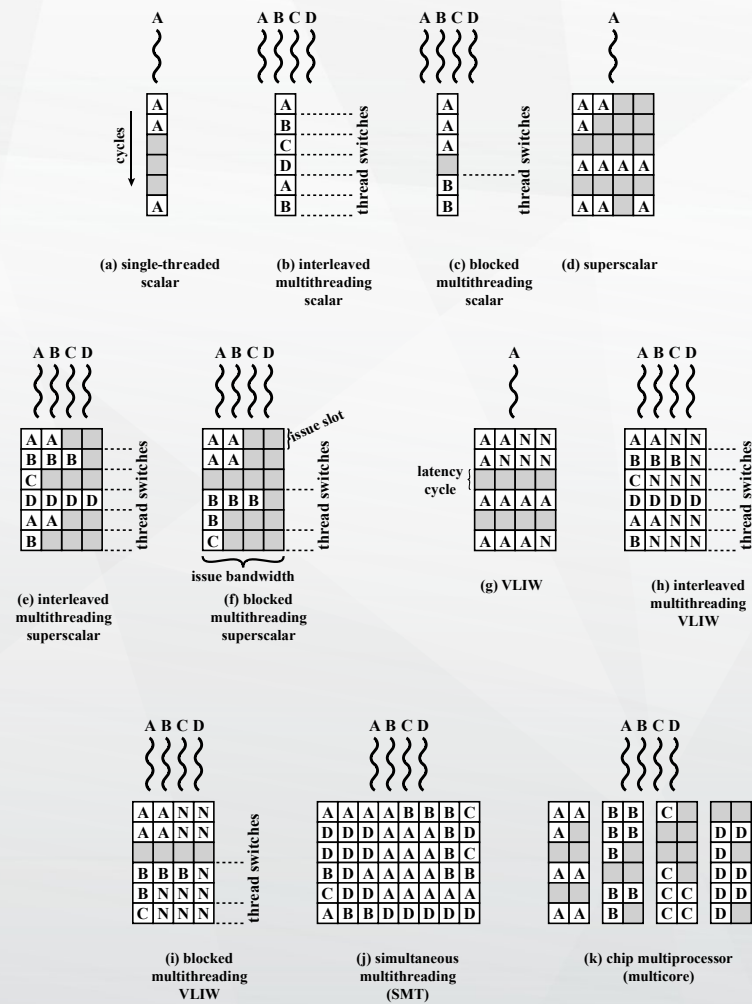 A
cycles
A
A
A
(a) single-threaded
scalar
A B C D
A
B
C
D
A
B
thread switches
(b) interleaved
multithreading
scalar
A B C D
A
A
A
B
B
thread switches
(c) blocked
multithreading
scalar
A
A A
A
A A A A
A A A
(d) superscalar
A B C D
A A
B B B
C
D D D D
A A
B
thread switches
(e) interleaved
multithreading
superscalar
A B C D
A A
A A
B B B
B
C
issue slot
thread switches
issue bandwidth
(f) blocked
multithreading
superscalar
A
A A N N
A N N N
latency
cycle
A A A A
A A A N
(g) VLIW
A B C D
A A N N
B B B N
C N N N
D D D D
A A N N
B N N N
thread switches
(h) interleaved
multithreading
VLIW
A B C D
A A N N
A A N N
B B B N
B N N N
C N N N
thread switches
(i) blocked
multithreading
VLIW
A B C D
A A A A B B B C
D D D A A A B D
D D D A A A B C
B D A A A A B B
C D D A A A A A
A B B D D D D D
(j) simultaneous
multithreading
(SMT)
A B C D
A A B B C
A B B D D
B D
A A C D D
B B C C D D
A A B C C D
(k) chip multiprocessor
(multicore)